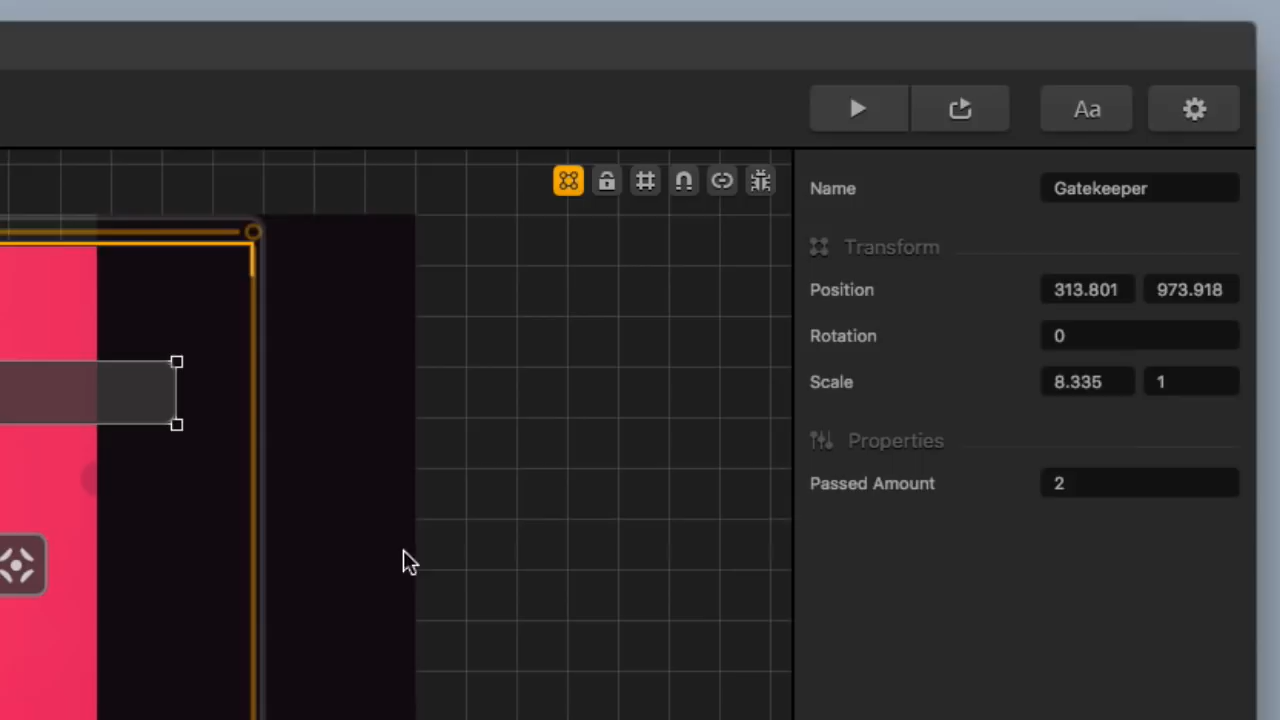 Aa
Name Gatekeeper
Transform
Position 313.801 973.918
Rotation 0
Scale 8.335 1
Properties
Passed Amount 2